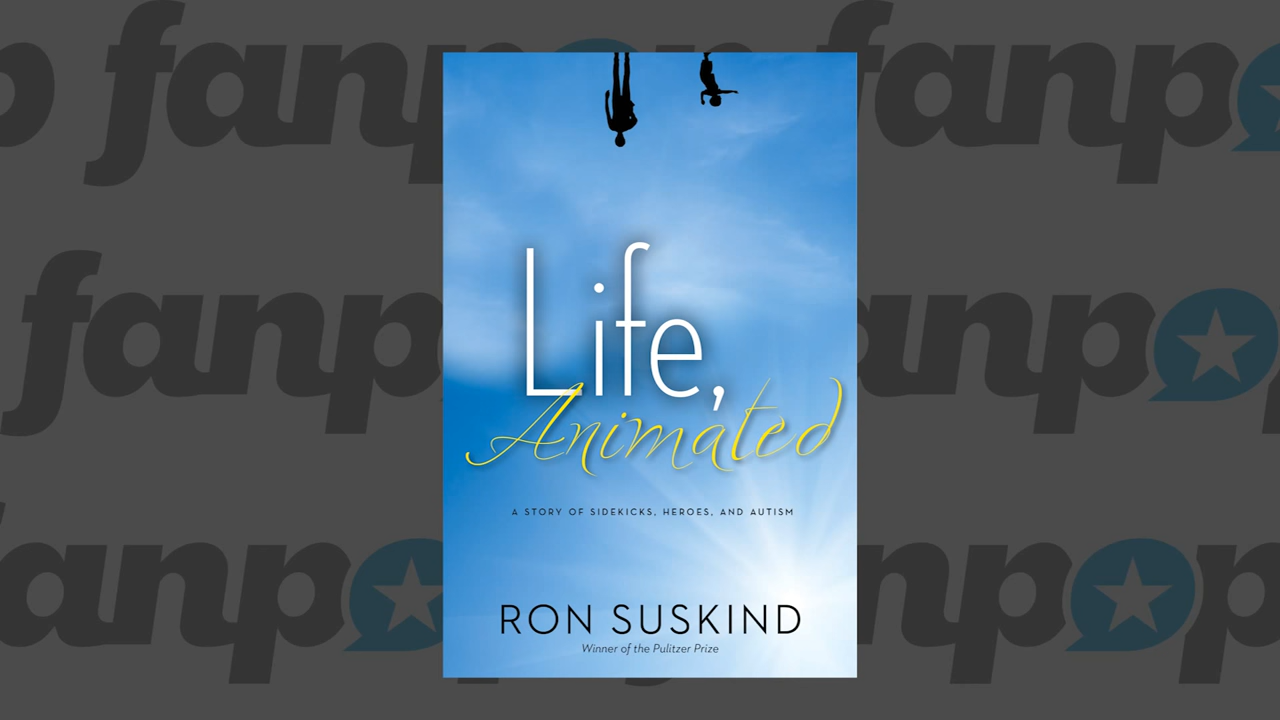 Life,
Animated
A STORY OF SIDEKICKS, HEROES, AND AUTISM
RON SUSKIND
Winner of the Pulitzer Prize
fanpop